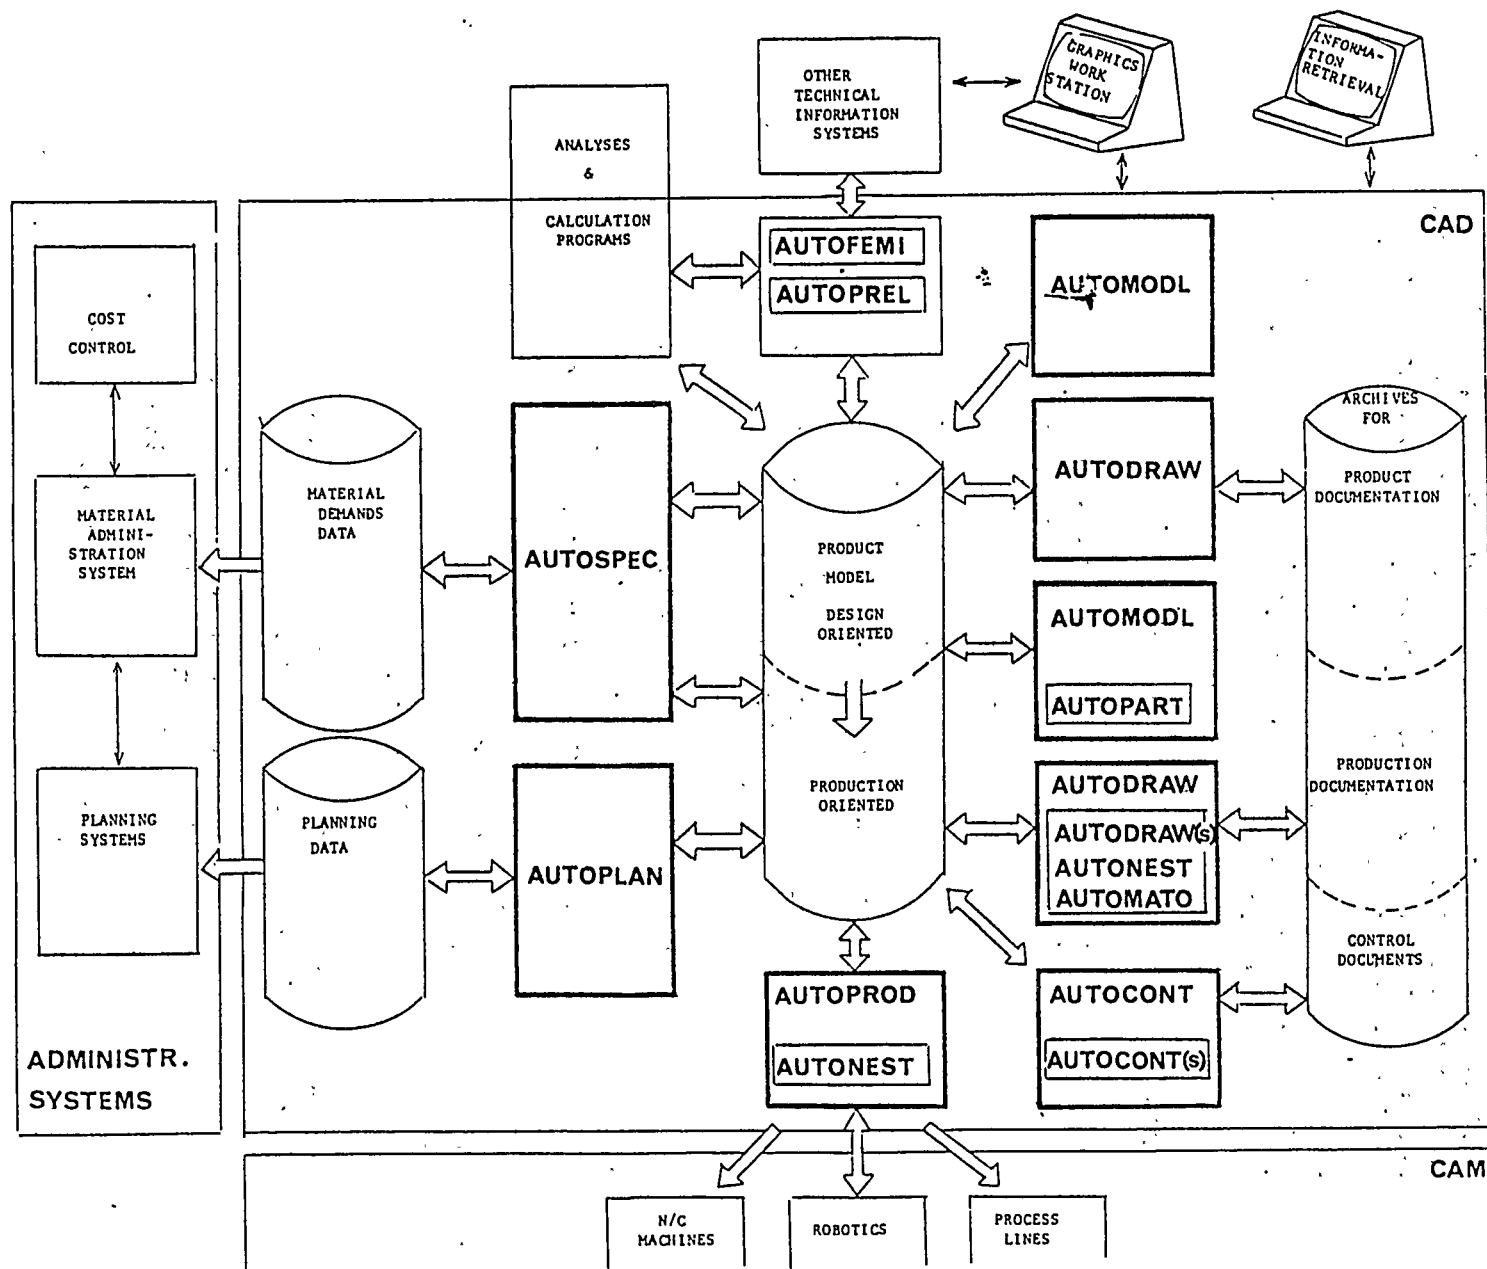 GRAPHICS
WORK
STATION
INFORMA-
TION
RETRIEVAL
OTHER
TECHNICAL
INFORMATION
SYSTEMS
ANALYSES
&
CALCULATION
PROGRAMS
CAD
AUTOFEMI
AUTOPREL
AUTOMODL
COST
CONTROL
MATERIAL
ADMINI-
STRATION
SYSTEM
PLANNING
SYSTEMS
ADMINISTR.
SYSTEMS
MATERIAL
DEMANDS
DATA
PLANNING
DATA
AUTOSPEC
AUTOPLAN
PRODUCT
MODEL
DESIGN
ORIENTED
PRODUCTION
ORIENTED
AUTODRAW
AUTOMODL
AUTOPART
AUTODRAW
AUTODRAW(s)
AUTONEST
AUTOMATO
AUTOCONT
AUTOCONT(s)
AUTOPROD
AUTONEST
ARCHIVES
FOR
PRODUCT
DOCUMENTATION
PRODUCTION
DOCUMENTATION
CONTROL
DOCUMENTS
CAM
N/C
MACHINES
ROBOTICS
PROCESS
LINES